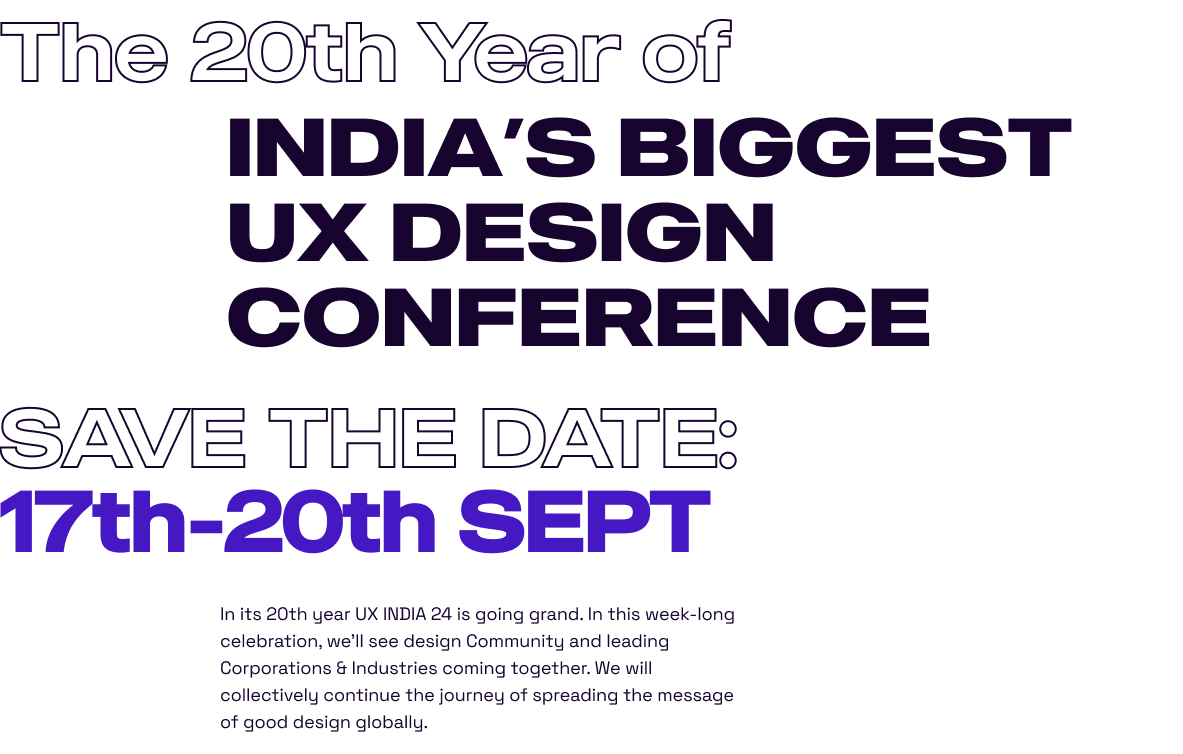 The 20th Year of
INDIA’S BIGGEST
UX DESIGN
CONFERENCE
SAVE THE DATE:
17th-20th SEPT
In its 20th year UX INDIA 24 is going grand. In this week-long
celebration, we’ll see design Community and leading
Corporations & Industries coming together. We will
collectively continue the journey of spreading the message
of good design globally.